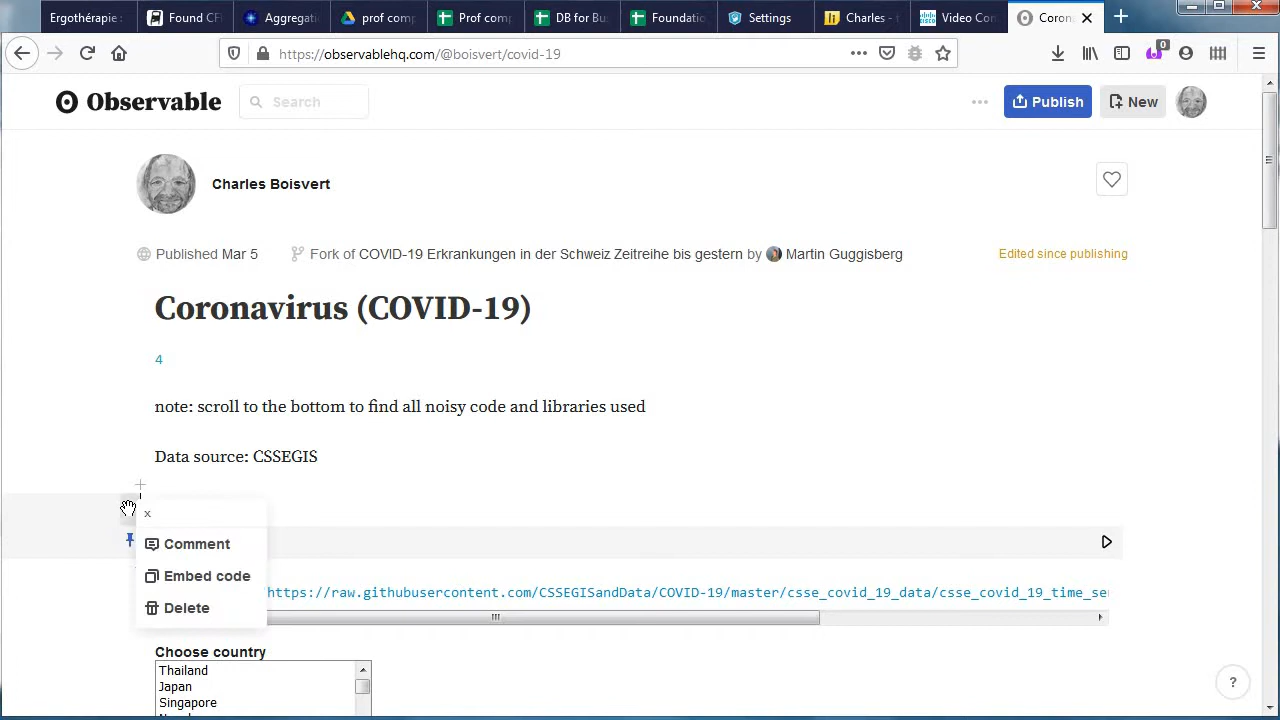 Ergothérapie :
Found CF
Aggregati
prof comp
Prof comp
DB for Bu
Foundatio
Settings
Charles - f
Video Con
Coron
https://observablehq.com/@boisvert/covid-19
0
Observable
Search
Publish
New
Charles Boisvert
Published Mar 5
Fork of COVID-19 Erkrankungen in der Schweiz Zeitreihe bis gestern by Martin Guggisberg
Edited since publishing
Coronavirus (COVID-19)
4
note: scroll to the bottom to find all noisy code and libraries used
Data source: CSSEGIS
x
Comment
Embed code
Delete
https://raw.githubusercontent.com/CSSEGISandData/COVID-19/master/csse_covid_19_data/csse_covid_19_time_se
Choose country
Thailand
Japan
Singapore
?